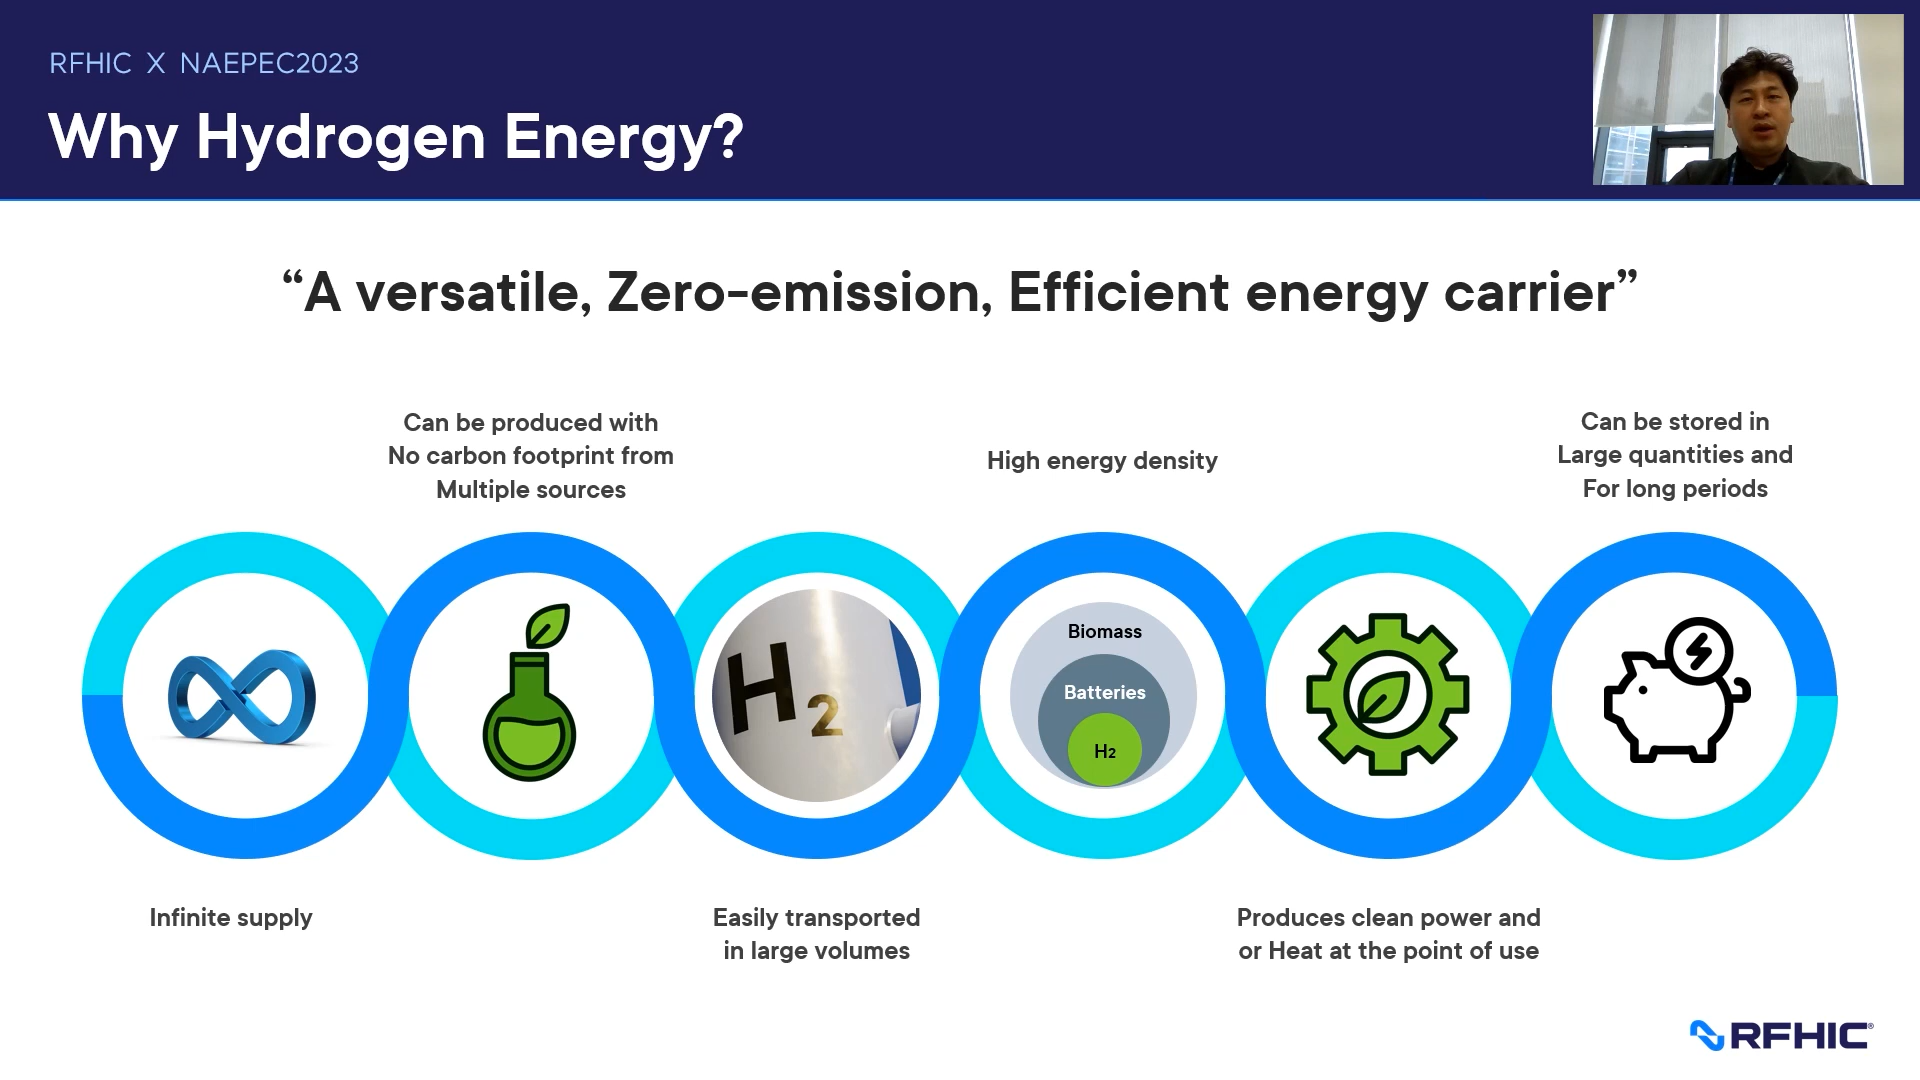 RFHIC X NAEPEC2023
Why Hydrogen Energy?
“A versatile, Zero-emission, Efficient energy carrier”
Can be produced with
No carbon footprint from
Multiple sources
High energy density
Can be stored in
Large quantities and
For long periods
H2
Biomass
Batteries
H2
Infinite supply
Easily transported
in large volumes
Produces clean power and
or Heat at the point of use
RFHIC®